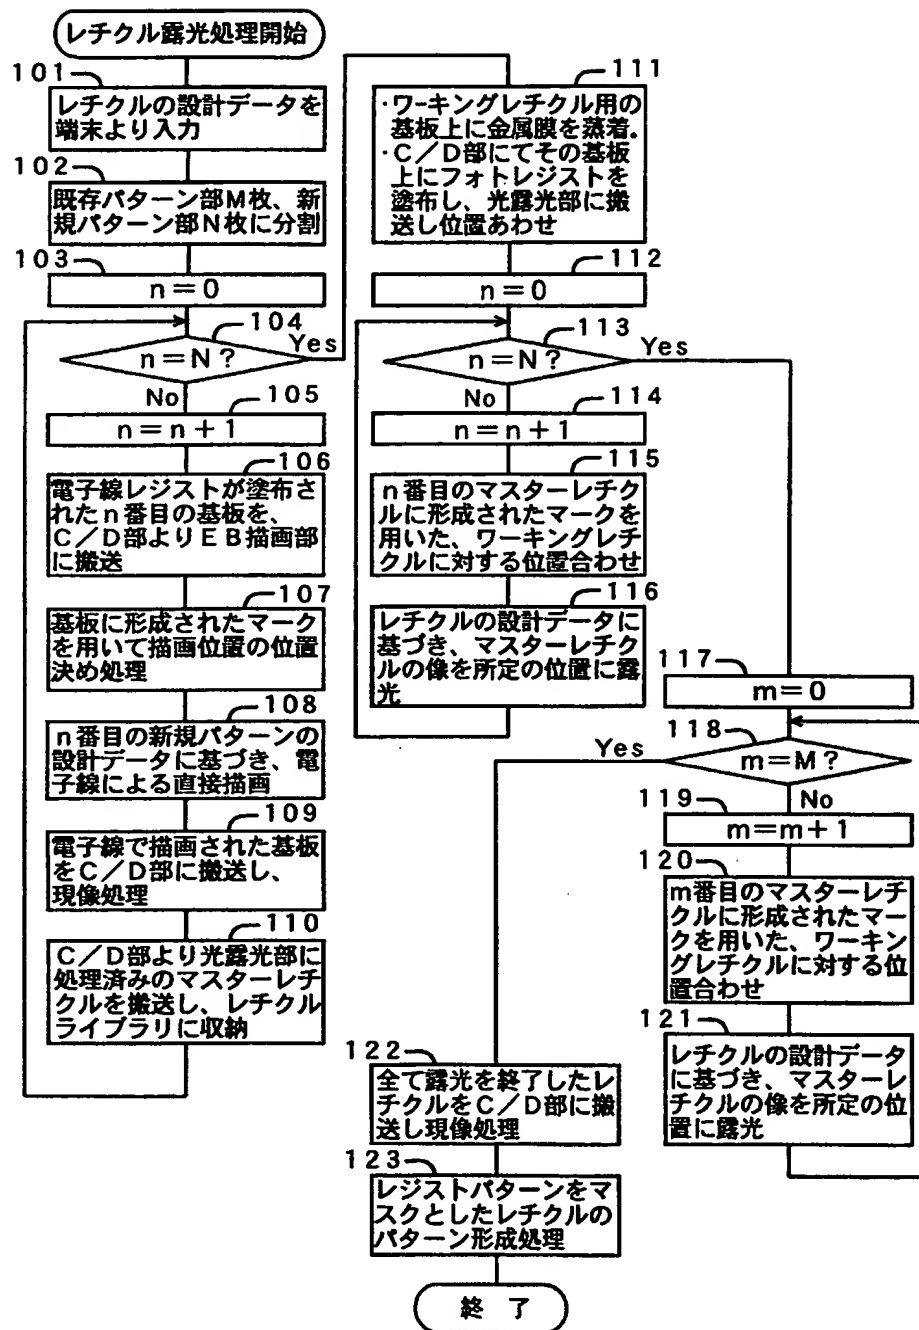 レチクル露光処理開始
101
レチクルの設計データを
端末より入力
102
既存パターン部M枚、新
規パターン部N枚に分割
103
n=0
104
n=N?
Yes
No
105
n=n+1
106
電子線レジストが塗布さ
れたn番目の基板を、
C/D部よりEB描画部
に搬送
107
基板に形成されたマーク
を用いて描画位置の位置
決め処理
108
n番目の新規パターンの
設計データに基づき、電
子線による直接描画
109
電子線で描画された基板
をC/D部に搬送し、
現像処理
110
C/D部より光露光部に
処理済みのマスターレチ
クルを搬送し、レチクル
ライブラリに収納
111
・ワーキングレチクル用の
基板上に金属膜を蒸着.
・C/D部にてその基板
上にフォトレジストを
塗布し、光露光部に搬
送し位置あわせ
112
n=0
113
n=N?
Yes
No
114
n=n+1
115
n番目のマスターレチク
ルに形成されたマークを
用いた、ワーキングレチ
クルに対する位置合わせ
116
レチクルの設計データに
基づき、マスターレチク
ルの像を所定の位置に露
光
117
m=0
118
m=M?
Yes
No
119
m=m+1
120
m番目のマスターレチ
クルに形成されたマー
クを用いた、ワーキン
グレチクルに対する位
置合わせ
121
レチクルの設計データ
に基づき、マスターレ
チクルの像を所定の位
置に露光
122
全て露光を終了したレ
チクルをC/D部に搬
送し現像処理
123
レジストパターンをマ
スクとしたレチクルの
パターン形成処理
終 了